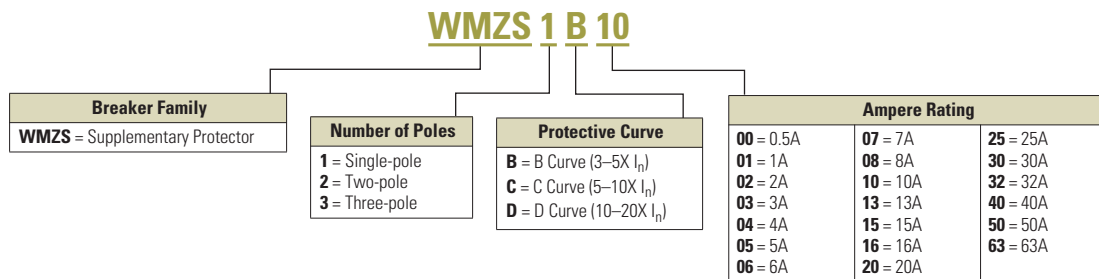 WMZS 1 B 10
Breaker Family
WMZS = Supplementary Protector
Number of Poles
1 = Single-pole
2 = Two-pole
3 = Three-pole
Protective Curve
B = B Curve (3–5X In)
C = C Curve (5–10X In)
D = D Curve (10–20X In)
Ampere Rating
00 = 0.5A
01 = 1A
02 = 2A
03 = 3A
04 = 4A
05 = 5A
06 = 6A
07 = 7A
08 = 8A
10 = 10A
13 = 13A
15 = 15A
16 = 16A
20 = 20A
25 = 25A
30 = 30A
32 = 32A
40 = 40A
50 = 50A
63 = 63A